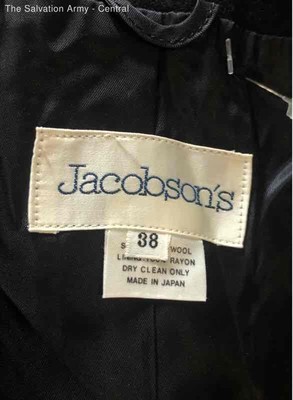 The Salvation Army - Central
Jacobson's
38
WOOL
RAYON
DRY CLEAN ONLY
MADE IN JAPAN